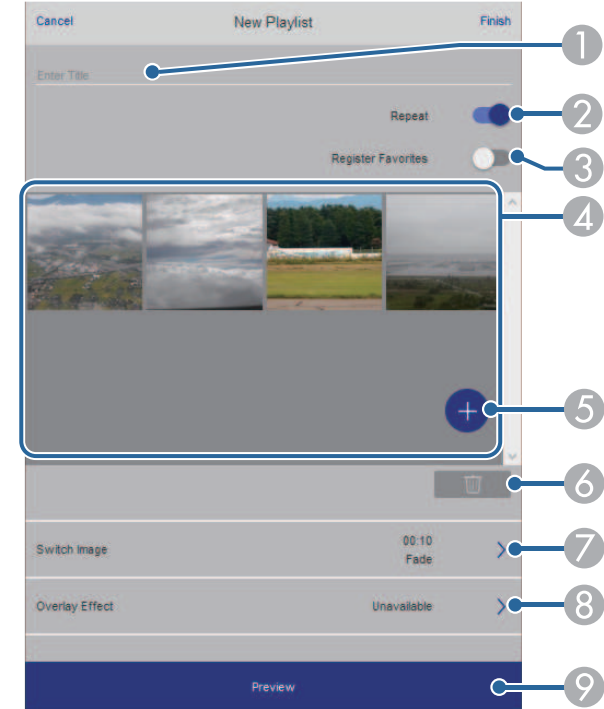 Cancel New Playlist Finish
1
Enter Title
Repeat 2
Register Favorites 3
4
5
6
Switch Image 00:10 7
Fade
Overlay Effect Unavailable 8
Preview 9